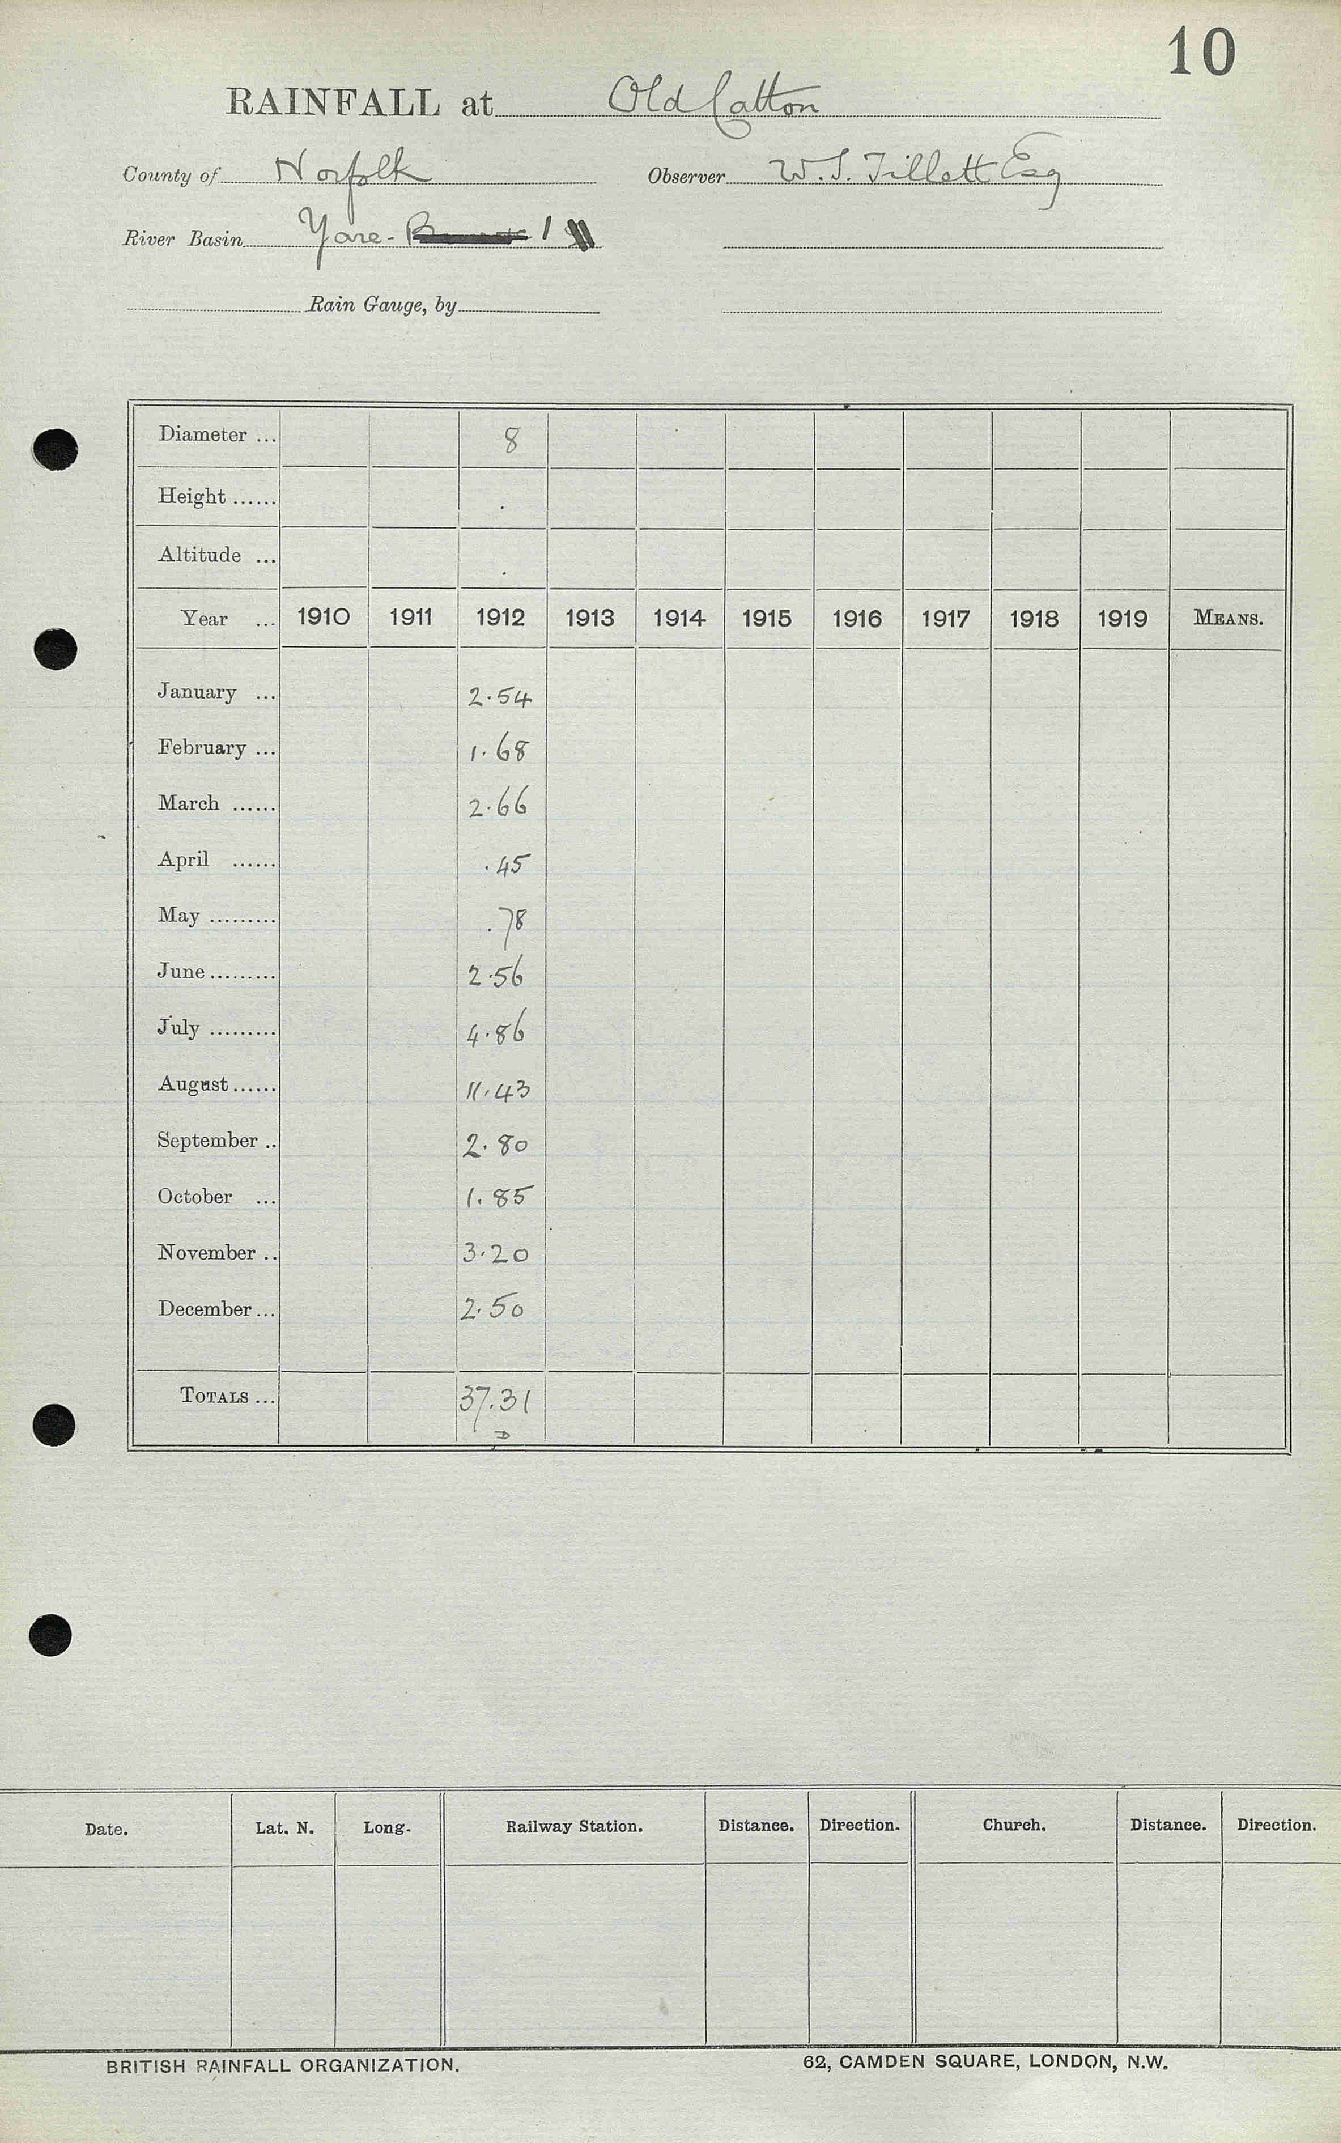 10
RAINFALL at Old Catton
County of Norfolk Observer W. S. Tillett Esq
River Basin Yare - 1
Rain Gauge, by
Diameter ... 8
Height ......
Altitude ...
Year ... 1910 1911 1912 1913 1914 1915 1916 1917 1918 1919 MEANS.
January ... 2.54
February ... 1.68
March ...... 2.66
April ...... .45
May ......... .78
June ......... 2.56
July ......... 4.86
August ...... 11.43
September .. 2.80
October ... 1.85
November .. 3.20
December ... 2.50
TOTALS ... 37.31
D
Date. Lat. N. Long. Railway Station. Distance. Direction. Church. Distance. Direction.
BRITISH RAINFALL ORGANIZATION. 62, CAMDEN SQUARE, LONDON, N.W.